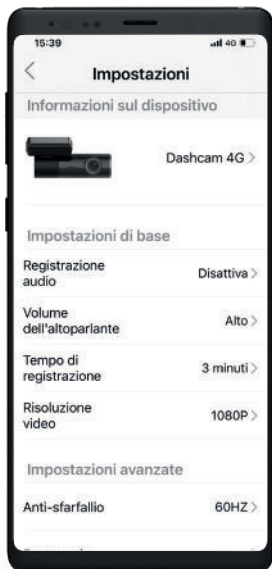 15:39
4G
Impostazioni
Informazioni sul dispositivo
Dashcam 4G
Impostazioni di base
Registrazione
audio
Disattiva
Volume
dell'altoparlante
Alto
Tempo di
registrazione
3 minuti
Risoluzione
video
1080P
Impostazioni avanzate
Anti-sfarfallio
60HZ